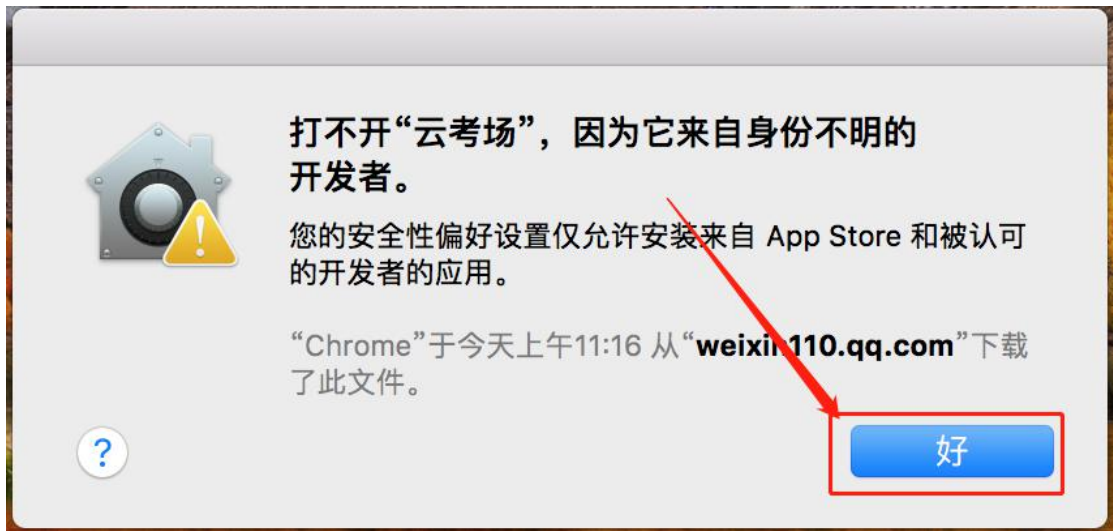 打不开“云考场”，因为它来自身份不明的
开发者。
您的安全性偏好设置仅允许安装来自 App Store 和被认可
的开发者的应用。
“Chrome”于今天上午11:16 从“weixin110.qq.com”下载
了此文件。
?
好